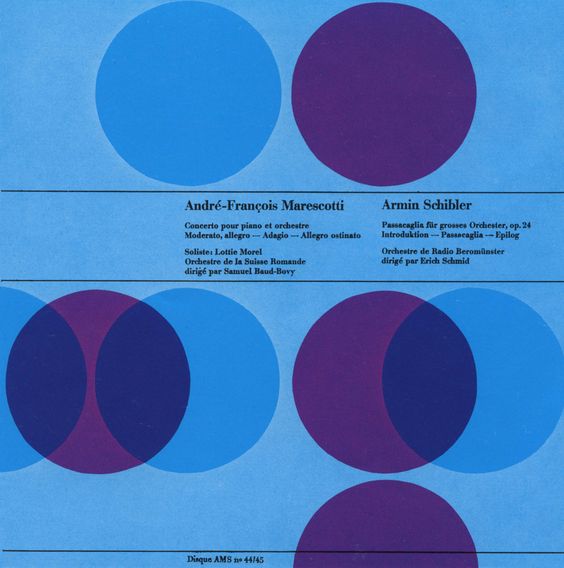 André-François Marescotti
Concerto pour piano et orchestre
Moderato, allegro — Adagio — Allegro ostinato
Soliste: Lottie Morel
Orchestre de la Suisse Romande
dirigé par Samuel Baud-Bovy
Armin Schibler
Passacaglia für grosses Orchester, op. 24
Introduktion — Passacaglia — Epilog
Orchestre de Radio Beromünster
dirigé par Erich Schmid
Disque AMS nº 44/45